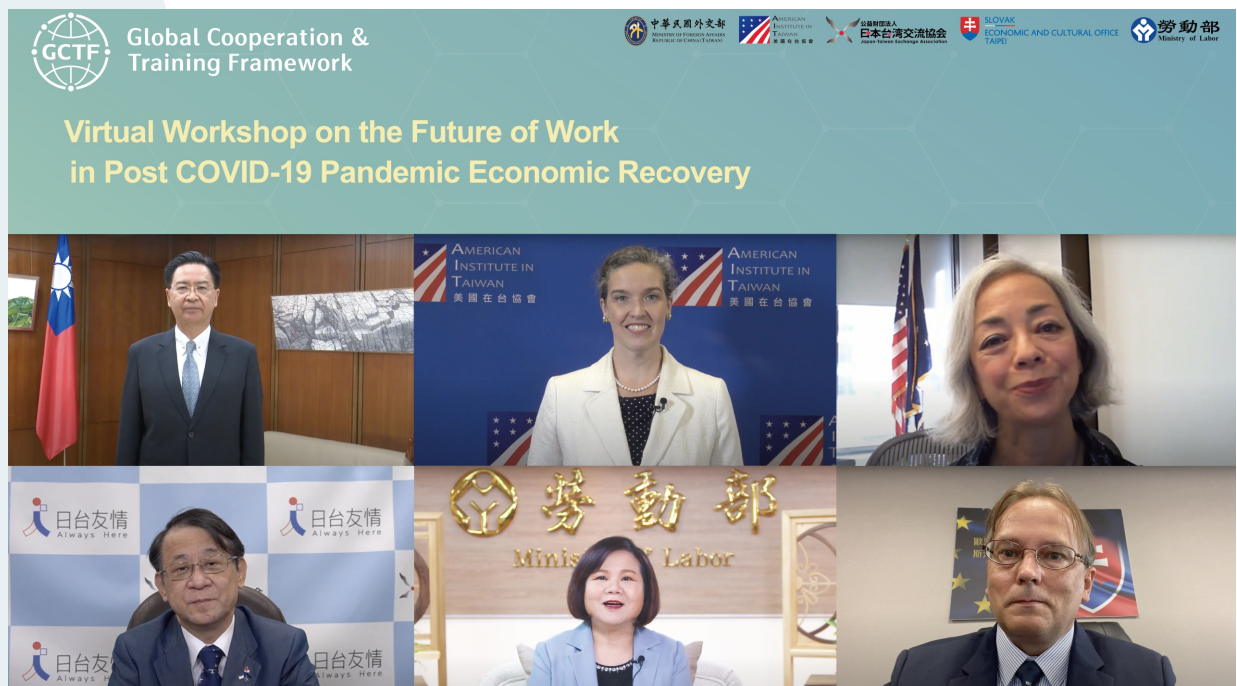 GCTF
Global Cooperation &
Training Framework
中華民國外交部
MINISTRY OF FOREIGN AFFAIRS
REPUBLIC OF CHINA (TAIWAN)
AMERICAN
INSTITUTE IN
TAIWAN
美國在台協會
公益財団法人
日本台湾交流協会
Japan-Taiwan Exchange Association
SLOVAK
ECONOMIC AND CULTURAL OFFICE
TAIPEI
勞動部
Ministry of Labor
Virtual Workshop on the Future of Work
in Post COVID-19 Pandemic Economic Recovery
AMERICAN
INSTITUTE IN
TAIWAN
美國在台協會
AMERICAN
INSTITUTE IN
TAIWAN
美國在台協會
日台友情
Always Here
日台友情
Always Here
日台友
Always H
日台友情
Always Here
勞動部
Minis of Labor